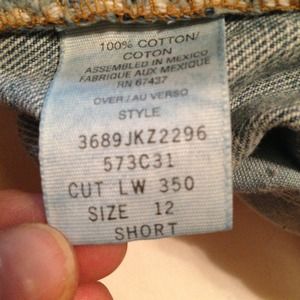 100% COTTON/
COTON
ASSEMBLED IN MEXICO
FABRIQUE AUX MEXIQUE
RN 67437
OVER/AU VERSO
STYLE
3689JKZ2296
573C31
CUT LW 350
SIZE 12
SHORT